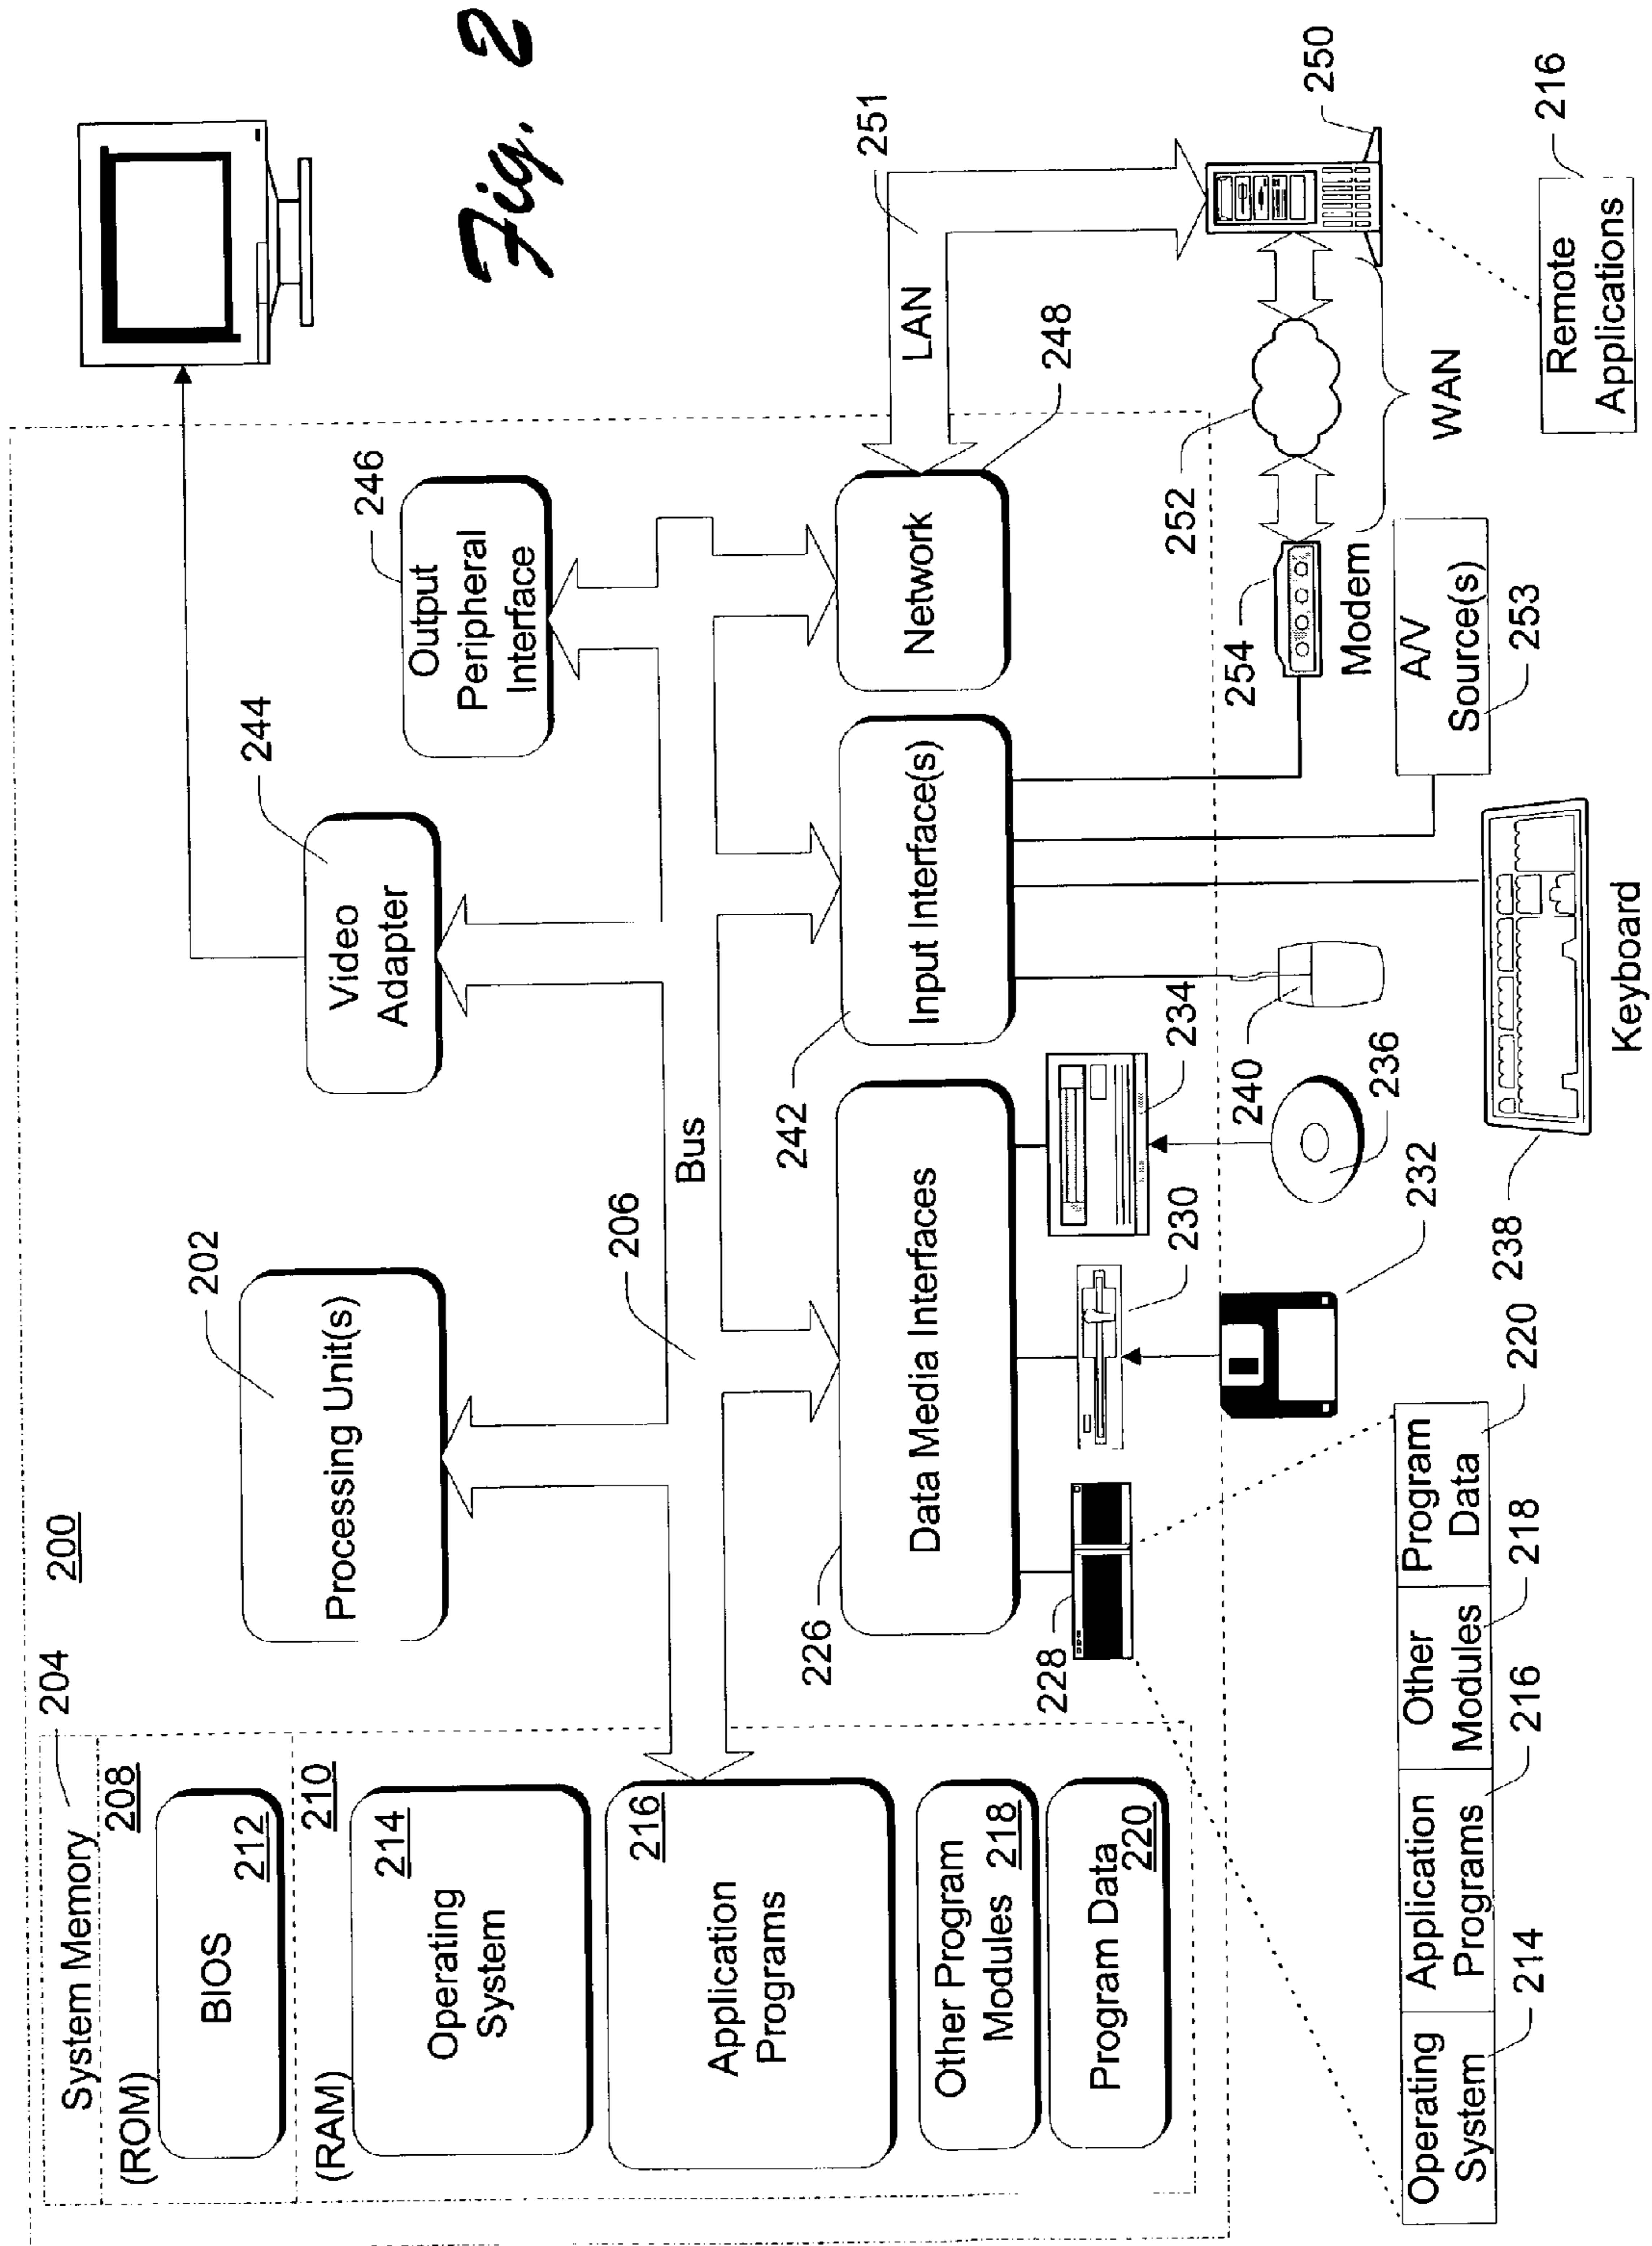 System Memory
204
200
(ROM)
208
BIOS
212
(RAM)
210
Operating
System
214
Application
Programs
216
Other Program
Modules 218
Program Data
220
202
Processing Unit(s)
244
Video
Adapter
246
Output
Peripheral
Interface
206
Bus
226
Data Media Interfaces
242
Input Interface(s)
Network
248
LAN
251
Fig. 2
228
230
234
232
236
240
254
Modem
252
WAN
250
A/V
Source(s)
253
238
Keyboard
Remote
Applications
216
Operating
System
Application
Programs
Other
Modules
Program
Data
214
216
218
220